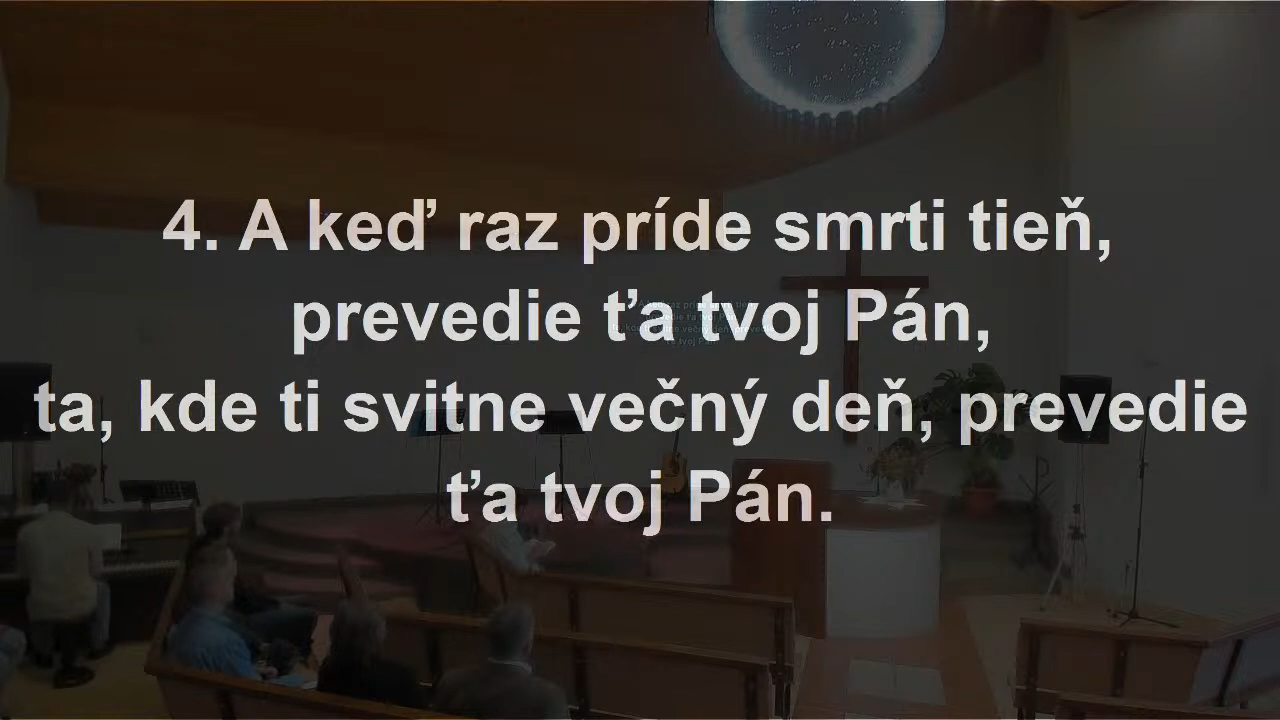 4. A keď raz príde smrti tieň,
prevedie ťa tvoj Pán,
ta, kde ti svitne večný deň, prevedie
ťa tvoj Pán.